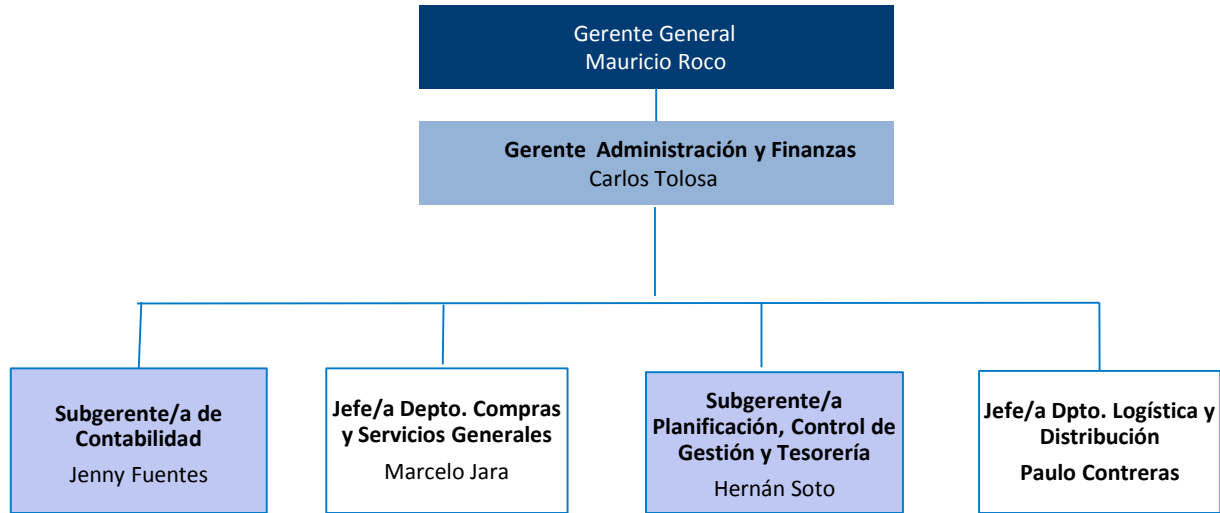 Gerente General
Mauricio Roco
Gerente Administración y Finanzas
Carlos Tolosa
Subgerente/a de
Contabilidad
Jenny Fuentes
Jefe/a Depto. Compras
y Servicios Generales
Marcelo Jara
Subgerente/a
Planificación, Control de
Gestión y Tesorería
Hernán Soto
Jefe/a Dpto. Logística y
Distribución
Paulo Contreras